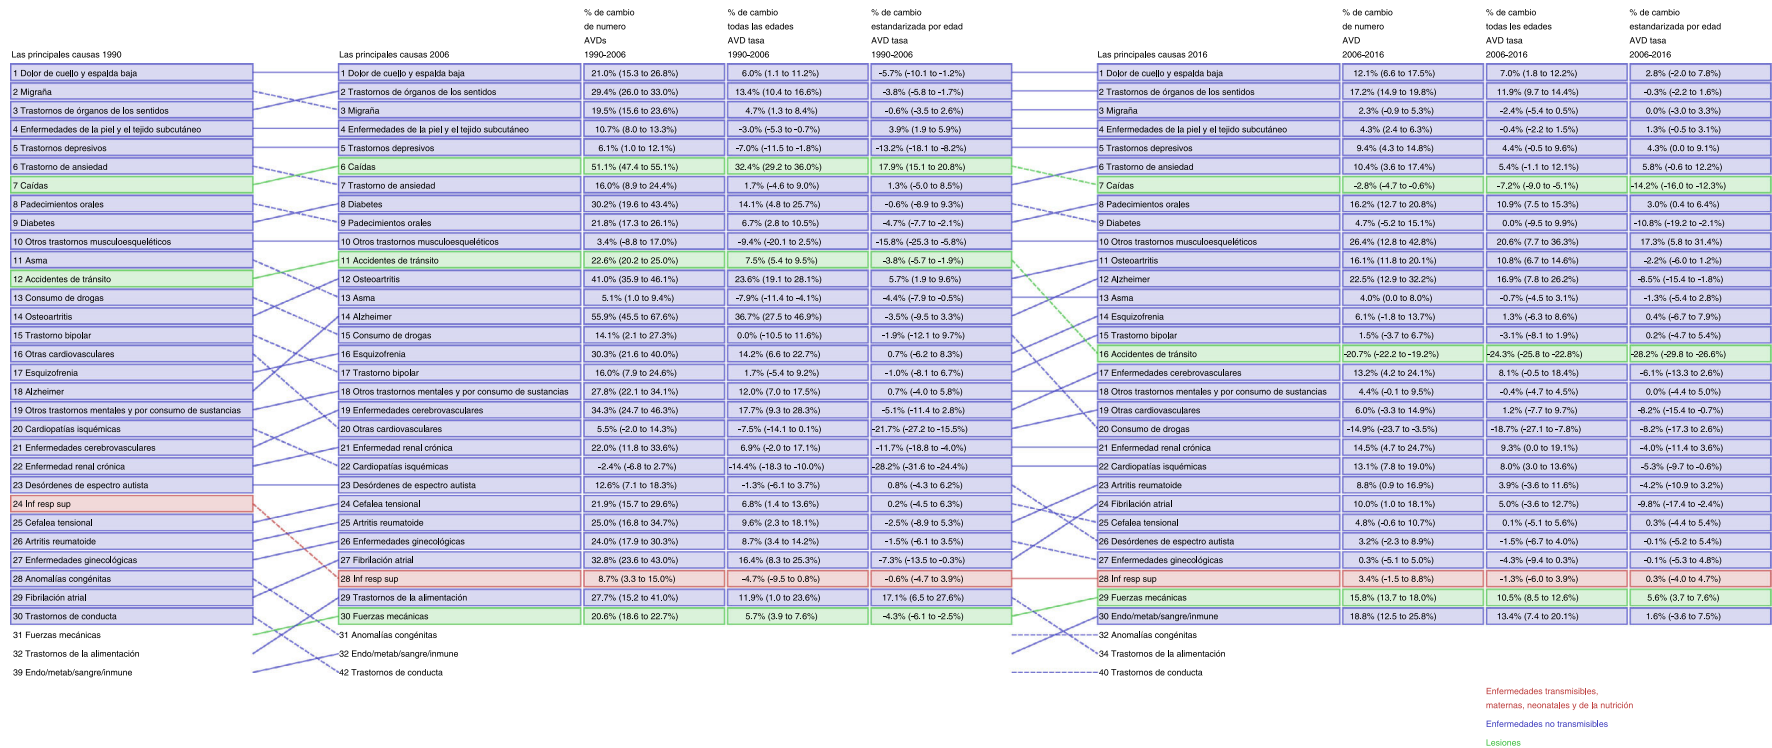 % de cambio % de cambio % de cambio % de cambio % de cambio % de cambio
de numero todas las edades estandarizada por edad de numero todas las edades estandarizada por edad
AVDs AVD tasa AVD tasa AVD AVD tasa AVD tasa
Las principales causas 1990 Las principales causas 2006 1990-2006 1990-2006 1990-2006 Las principales causas 2016 2006-2016 2006-2016 2006-2016
1 Dolor de cuello y espalda baja 1 Dolor de cuello y espalda baja 21.0% (15.3 to 26.8%) 6.0% (1.1 to 11.2%) -5.7% (-10.1 to -1.2%) 1 Dolor de cuello y espalda baja 12.1% (6.6 to 17.5%) 7.0% (1.8 to 12.2%) 2.8% (-2.0 to 7.8%)
2 Migraña 2 Trastornos de órganos de los sentidos 29.4% (26.0 to 33.0%) 13.4% (10.4 to 16.6%) -3.8% (-5.8 to -1.7%) 2 Trastornos de órganos de los sentidos 17.2% (14.9 to 19.8%) 11.9% (9.7 to 14.4%) -0.3% (-2.2 to 1.6%)
3 Trastornos de órganos de los sentidos 3 Migraña 19.5% (15.6 to 23.6%) 4.7% (1.3 to 8.4%) -0.6% (-3.5 to 2.6%) 3 Migraña 2.3% (-0.9 to 5.3%) -2.4% (-5.4 to 0.5%) 0.0% (-3.0 to 3.3%)
4 Enfermedades de la piel y el tejido subcutáneo 4 Enfermedades de la piel y el tejido subcutáneo 10.7% (8.0 to 13.3%) -3.0% (-5.3 to -0.7%) 3.9% (1.9 to 5.9%) 4 Enfermedades de la piel y el tejido subcutáneo 4.3% (2.4 to 6.3%) -0.4% (-2.2 to 1.5%) 1.3% (-0.5 to 3.1%)
5 Trastornos depresivos 5 Trastornos depresivos 6.1% (1.0 to 12.1%) -7.0% (-11.5 to -1.8%) -13.2% (-18.1 to -8.2%) 5 Trastornos depresivos 9.4% (4.3 to 14.8%) 4.4% (-0.5 to 9.6%) 4.3% (0.0 to 9.1%)
6 Trastorno de ansiedad 6 Caídas 51.1% (47.4 to 55.1%) 32.4% (29.2 to 36.0%) 17.9% (15.1 to 20.8%) 6 Trastorno de ansiedad 10.4% (3.6 to 17.4%) 5.4% (-1.1 to 12.1%) 5.8% (-0.6 to 12.2%)
7 Caídas 7 Trastorno de ansiedad 16.0% (8.9 to 24.4%) 1.7% (-4.6 to 9.0%) 1.3% (-5.0 to 8.5%) 7 Caídas -2.8% (-4.7 to -0.6%) -7.2% (-9.0 to -5.1%) -14.2% (-16.0 to -12.3%)
8 Padecimientos orales 8 Diabetes 30.2% (19.6 to 43.4%) 14.1% (4.8 to 25.7%) -0.6% (-8.9 to 9.3%) 8 Padecimientos orales 16.2% (12.7 to 20.8%) 10.9% (7.5 to 15.3%) 3.0% (0.4 to 6.4%)
9 Diabetes 9 Padecimientos orales 21.8% (17.3 to 26.1%) 6.7% (2.8 to 10.5%) -4.7% (-7.7 to -2.1%) 9 Diabetes 4.7% (-5.2 to 15.1%) 0.0% (-9.5 to 9.9%) -10.8% (-19.2 to -2.1%)
10 Otros trastornos musculoesqueléticos 10 Otros trastornos musculoesqueléticos 3.4% (-8.8 to 17.0%) -9.4% (-20.1 to 2.5%) -15.8% (-25.3 to -5.8%) 10 Otros trastornos musculoesqueléticos 26.4% (12.8 to 42.8%) 20.6% (7.7 to 36.3%) 17.3% (5.8 to 31.4%)
11 Asma 11 Accidentes de tránsito 22.6% (20.2 to 25.0%) 7.5% (5.4 to 9.5%) -3.8% (-5.7 to -1.9%) 11 Osteoartritis 16.1% (11.8 to 20.1%) 10.8% (6.7 to 14.6%) -2.2% (-6.0 to 1.2%)
12 Accidentes de tránsito 12 Osteoartritis 41.0% (35.9 to 46.1%) 23.6% (19.1 to 28.1%) 5.7% (1.9 to 9.6%) 12 Alzheimer 22.5% (12.9 to 32.2%) 16.9% (7.8 to 26.2%) -8.5% (-15.4 to -1.8%)
13 Consumo de drogas 13 Asma 5.1% (1.0 to 9.4%) -7.9% (-11.4 to -4.1%) -4.4% (-7.9 to -0.5%) 13 Asma 4.0% (0.0 to 8.0%) -0.7% (-4.5 to 3.1%) -1.3% (-5.4 to 2.8%)
14 Osteoartritis 14 Alzheimer 55.9% (45.5 to 67.6%) 36.7% (27.5 to 46.9%) -3.5% (-9.5 to 3.3%) 14 Esquizofrenia 6.1% (-1.8 to 13.7%) 1.3% (-6.3 to 8.6%) 0.4% (-6.7 to 7.9%)
15 Trastorno bipolar 15 Consumo de drogas 14.1% (2.1 to 27.3%) 0.0% (-10.5 to 11.6%) -1.9% (-12.1 to 9.7%) 15 Trastorno bipolar 1.5% (-3.7 to 6.7%) -3.1% (-8.1 to 1.9%) 0.2% (-4.7 to 5.4%)
16 Otras cardiovasculares 16 Esquizofrenia 30.3% (21.6 to 40.0%) 14.2% (6.6 to 22.7%) 0.7% (-6.2 to 8.3%) 16 Accidentes de tránsito -20.7% (-22.2 to -19.2%) -24.3% (-25.8 to -22.8%) -28.2% (-29.8 to -26.6%)
17 Esquizofrenia 17 Trastorno bipolar 16.0% (7.9 to 24.6%) 1.7% (-5.4 to 9.2%) -1.0% (-8.1 to 6.7%) 17 Enfermedades cerebrovasculares 13.2% (4.2 to 24.1%) 8.1% (-0.5 to 18.4%) -6.1% (-13.3 to 2.6%)
18 Alzheimer 18 Otros trastornos mentales y por consumo de sustancias 27.8% (22.1 to 34.1%) 12.0% (7.0 to 17.5%) 0.7% (-4.0 to 5.8%) 18 Otros trastornos mentales y por consumo de sustancias 4.4% (-0.1 to 9.5%) -0.4% (-4.7 to 4.5%) 0.0% (-4.4 to 5.0%)
19 Otros trastornos mentales y por consumo de sustancias 19 Enfermedades cerebrovasculares 34.3% (24.7 to 46.3%) 17.7% (9.3 to 28.3%) -5.1% (-11.4 to 2.8%) 19 Otras cardiovasculares 6.0% (-3.3 to 14.9%) 1.2% (-7.7 to 9.7%) -8.2% (-15.4 to -0.7%)
20 Cardiopatías isquémicas 20 Otras cardiovasculares 5.5% (-2.0 to 14.3%) -7.5% (-14.1 to 0.1%) -21.7% (-27.2 to -15.5%) 20 Consumo de drogas -14.9% (-23.7 to -3.5%) -18.7% (-27.1 to -7.8%) -8.2% (-17.3 to 2.6%)
21 Enfermedades cerebrovasculares 21 Enfermedad renal crónica 22.0% (11.8 to 33.6%) 6.9% (-2.0 to 17.1%) -11.7% (-18.8 to -4.0%) 21 Enfermedad renal crónica 14.5% (4.7 to 24.7%) 9.3% (0.0 to 19.1%) -4.0% (-11.4 to 3.6%)
22 Enfermedad renal crónica 22 Cardiopatías isquémicas -2.4% (-6.8 to 2.7%) -14.4% (-18.3 to -10.0%) -28.2% (-31.6 to -24.4%) 22 Cardiopatías isquémicas 13.1% (7.8 to 19.0%) 8.0% (3.0 to 13.6%) -5.3% (-9.7 to -0.6%)
23 Desórdenes de espectro autista 23 Desórdenes de espectro autista 12.6% (7.1 to 18.3%) -1.3% (-6.1 to 3.7%) 0.8% (-4.3 to 6.2%) 23 Artritis reumatoide 8.8% (0.9 to 16.9%) 3.9% (-3.6 to 11.6%) -4.2% (-10.9 to 3.2%)
24 Inf resp sup 24 Cefalea tensional 21.9% (15.7 to 29.6%) 6.8% (1.4 to 13.6%) 0.2% (-4.5 to 6.3%) 24 Fibrilación atrial 10.0% (1.0 to 18.1%) 5.0% (-3.6 to 12.7%) -9.8% (-17.4 to -2.4%)
25 Cefalea tensional 25 Artritis reumatoide 25.0% (16.8 to 34.7%) 9.6% (2.3 to 18.1%) -2.5% (-8.9 to 5.3%) 25 Cefalea tensional 4.8% (-0.6 to 10.7%) 0.1% (-5.1 to 5.6%) 0.3% (-4.4 to 5.4%)
26 Artritis reumatoide 26 Enfermedades ginecológicas 24.0% (17.9 to 30.3%) 8.7% (3.4 to 14.2%) -1.5% (-6.1 to 3.5%) 26 Desórdenes de espectro autista 3.2% (-2.3 to 8.9%) -1.5% (-6.7 to 4.0%) -0.1% (-5.2 to 5.4%)
27 Enfermedades ginecológicas 27 Fibrilación atrial 32.8% (23.6 to 43.0%) 16.4% (8.3 to 25.3%) -7.3% (-13.5 to -0.3%) 27 Enfermedades ginecológicas 0.3% (-5.1 to 5.0%) -4.3% (-9.4 to 0.3%) -0.1% (-5.3 to 4.8%)
28 Anomalías congénitas 28 Inf resp sup 8.7% (3.3 to 15.0%) -4.7% (-9.5 to 0.8%) -0.6% (-4.7 to 3.9%) 28 Inf resp sup 3.4% (-1.5 to 8.8%) -1.3% (-6.0 to 3.9%) 0.3% (-4.0 to 4.7%)
29 Fibrilación atrial 29 Trastornos de la alimentación 27.7% (15.2 to 41.0%) 11.9% (1.0 to 23.6%) 17.1% (6.5 to 27.6%) 29 Fuerzas mecánicas 15.8% (13.7 to 18.0%) 10.5% (8.5 to 12.6%) 5.6% (3.7 to 7.6%)
30 Trastornos de conducta 30 Fuerzas mecánicas 20.6% (18.6 to 22.7%) 5.7% (3.9 to 7.6%) -4.3% (-6.1 to -2.5%) 30 Endo/metab/sangre/inmune 18.8% (12.5 to 25.8%) 13.4% (7.4 to 20.1%) 1.6% (-3.6 to 7.5%)
31 Fuerzas mecánicas 31 Anomalías congénitas 32 Anomalías congénitas
32 Trastornos de la alimentación 32 Endo/metab/sangre/inmune 34 Trastornos de la alimentación
39 Endo/metab/sangre/inmune 42 Trastornos de conducta 40 Trastornos de conducta
Enfermedades transmisibles,
maternas, neonatales y de la nutrición
Enfermedades no transmisibles
Lesiones